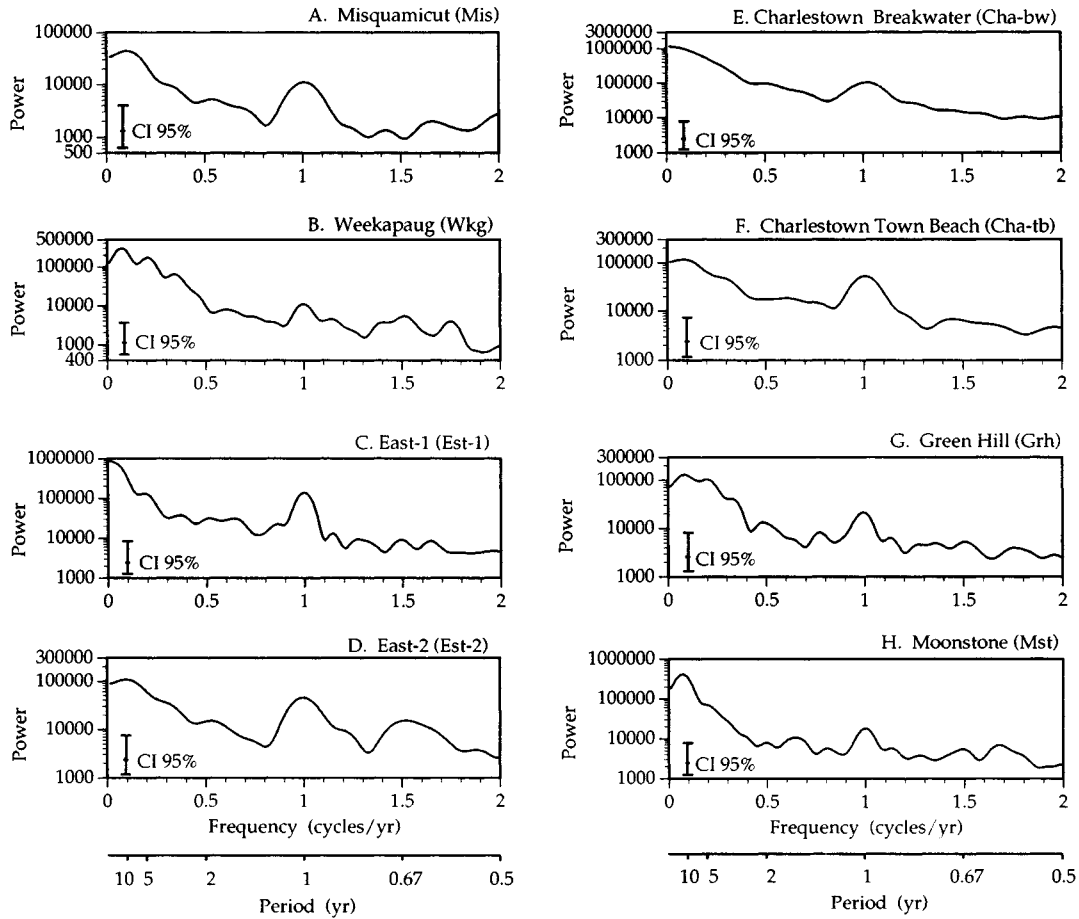 A. Misquamicut (Mis)
100000
10000
1000
500
Power
CI 95%
0 0.5 1 1.5 2
B. Weekapaug (Wkg)
500000
100000
10000
1000
400
Power
CI 95%
0 0.5 1 1.5 2
C. East-1 (Est-1)
1000000
100000
10000
1000
Power
CI 95%
0 0.5 1 1.5 2
D. East-2 (Est-2)
300000
100000
10000
1000
Power
CI 95%
0 0.5 1 1.5 2
Frequency (cycles/yr)
10 5 2 1 0.67 0.5
Period (yr)
E. Charlestown Breakwater (Cha-bw)
3000000
1000000
100000
10000
1000
Power
CI 95%
0 0.5 1 1.5 2
F. Charlestown Town Beach (Cha-tb)
300000
100000
10000
1000
Power
CI 95%
0 0.5 1 1.5 2
G. Green Hill (Grh)
300000
100000
10000
1000
Power
CI 95%
0 0.5 1 1.5 2
H. Moonstone (Mst)
1000000
100000
10000
1000
Power
CI 95%
0 0.5 1 1.5 2
Frequency (cycles/yr)
10 5 2 1 0.67 0.5
Period (yr)